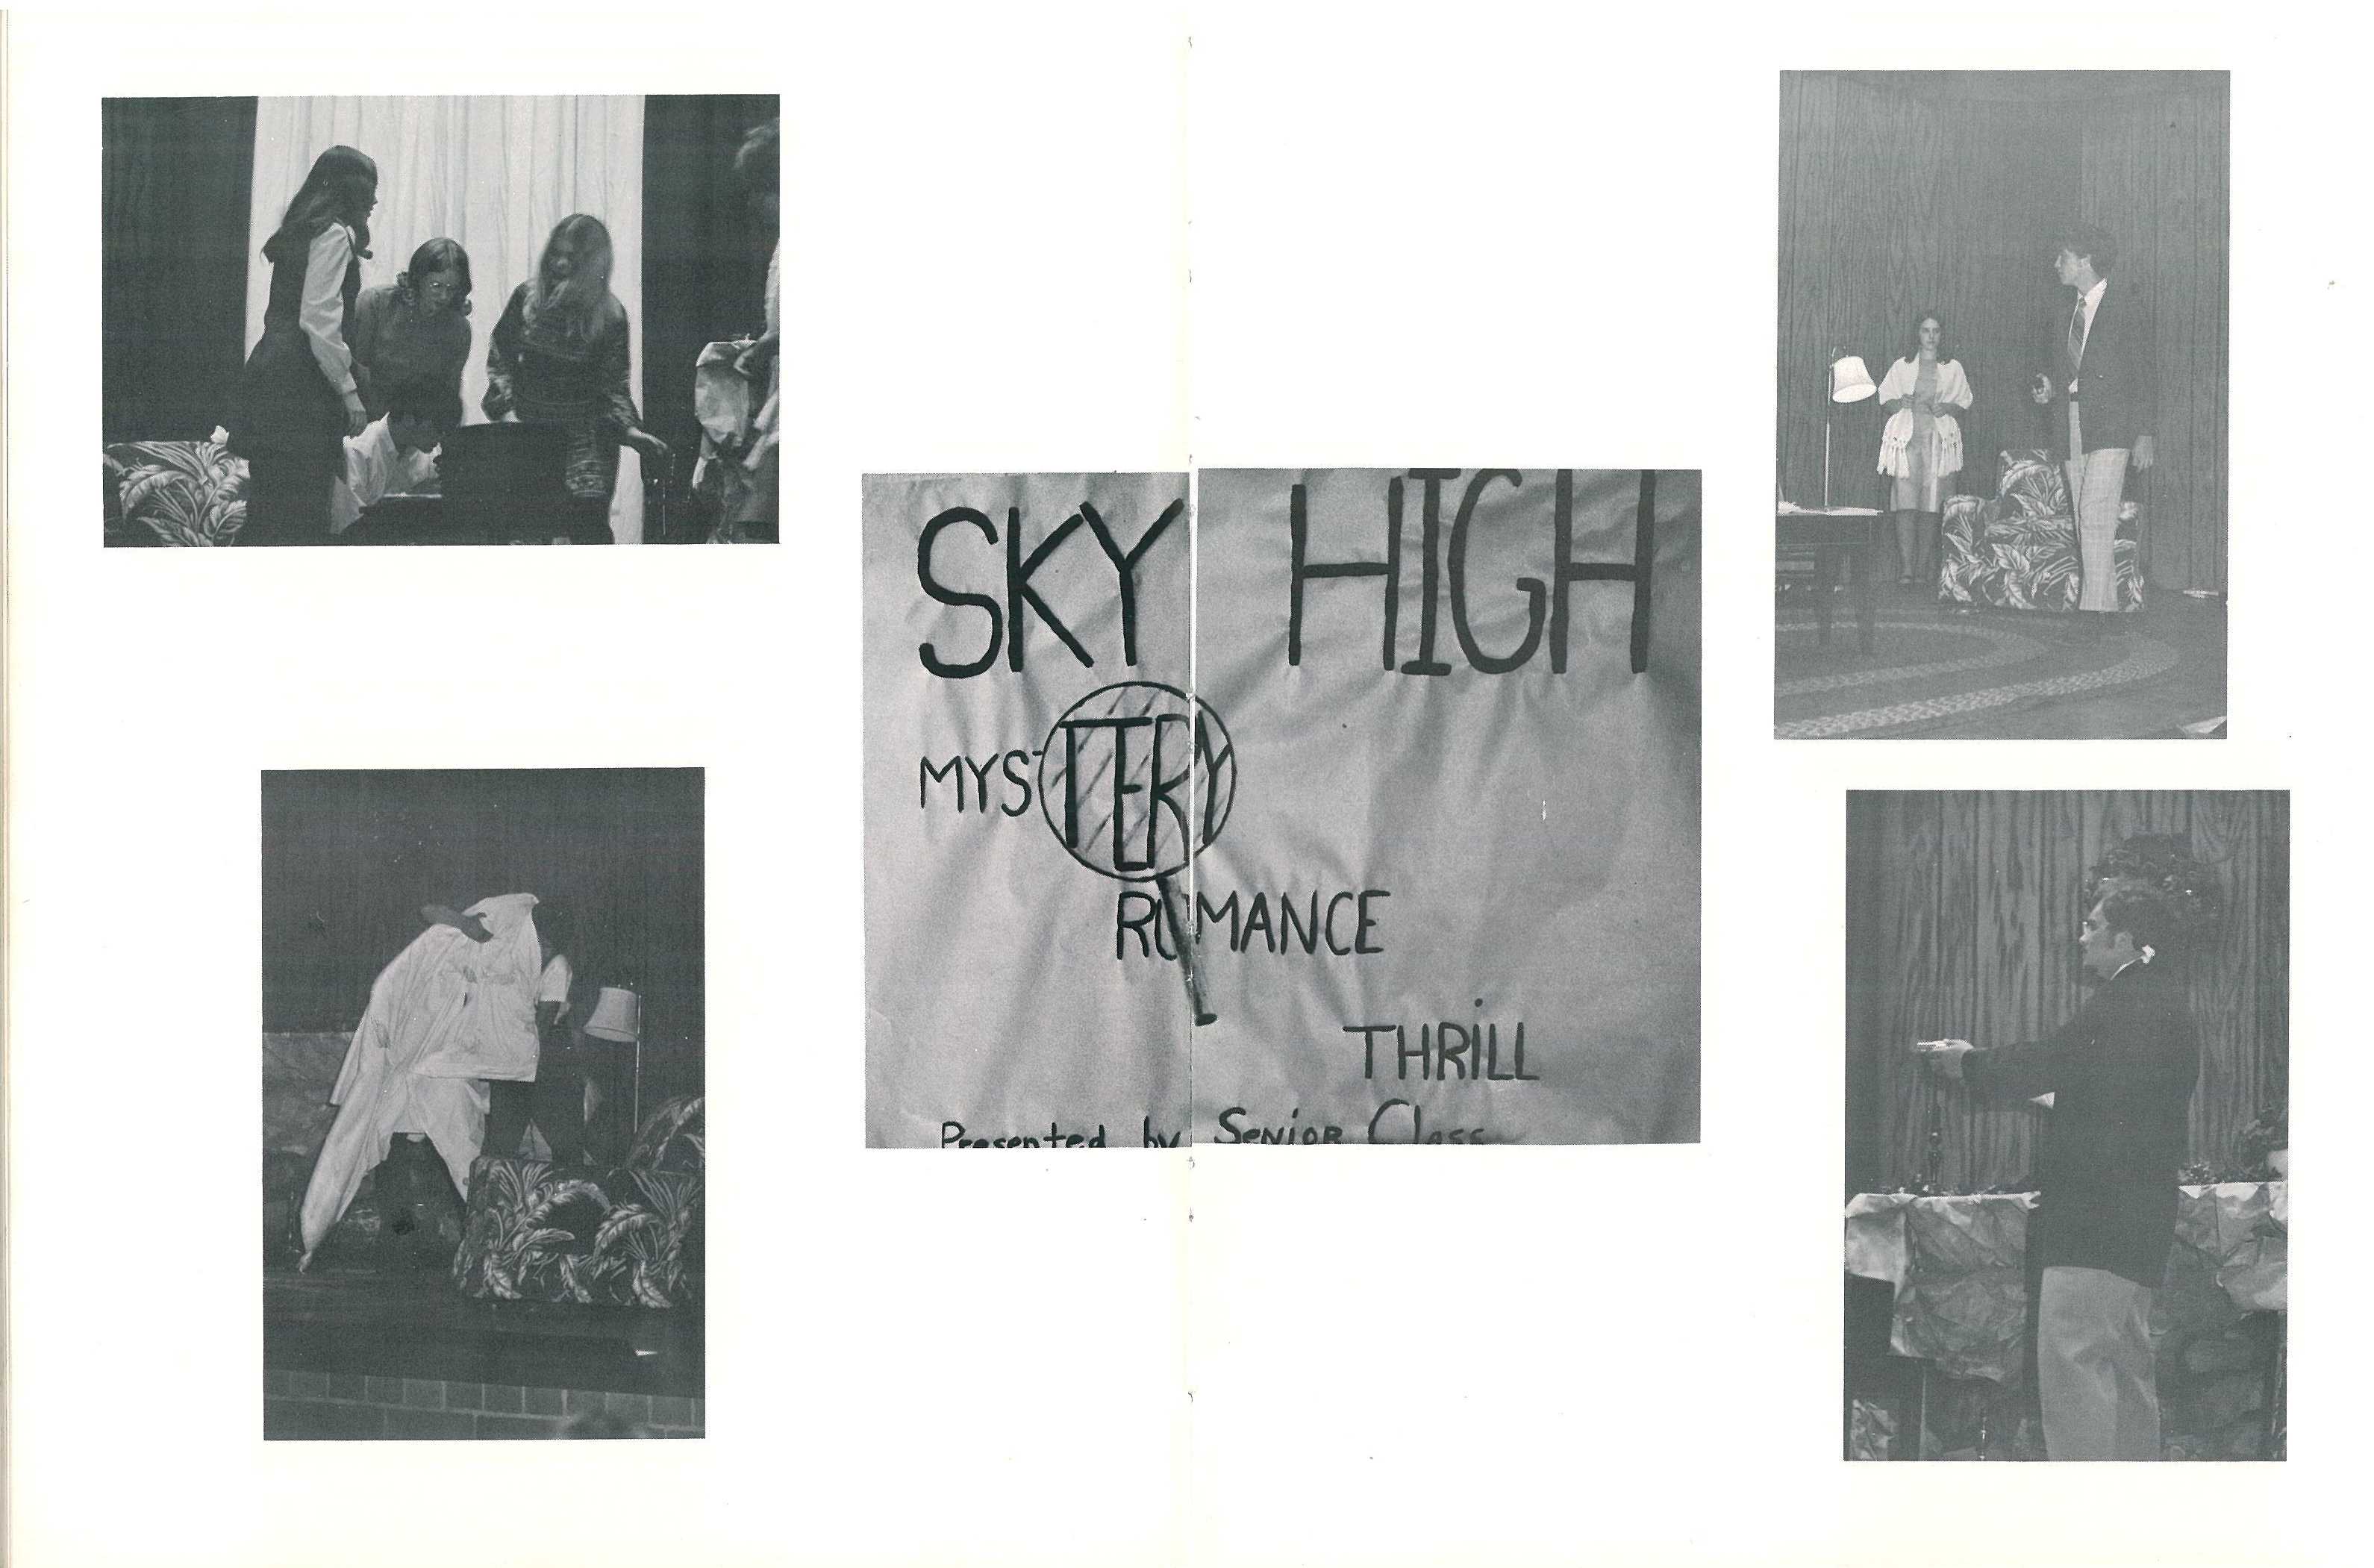 SKY HIGH
MYSTERY
ROMANCE
THRiLL
Presented by Senior Class